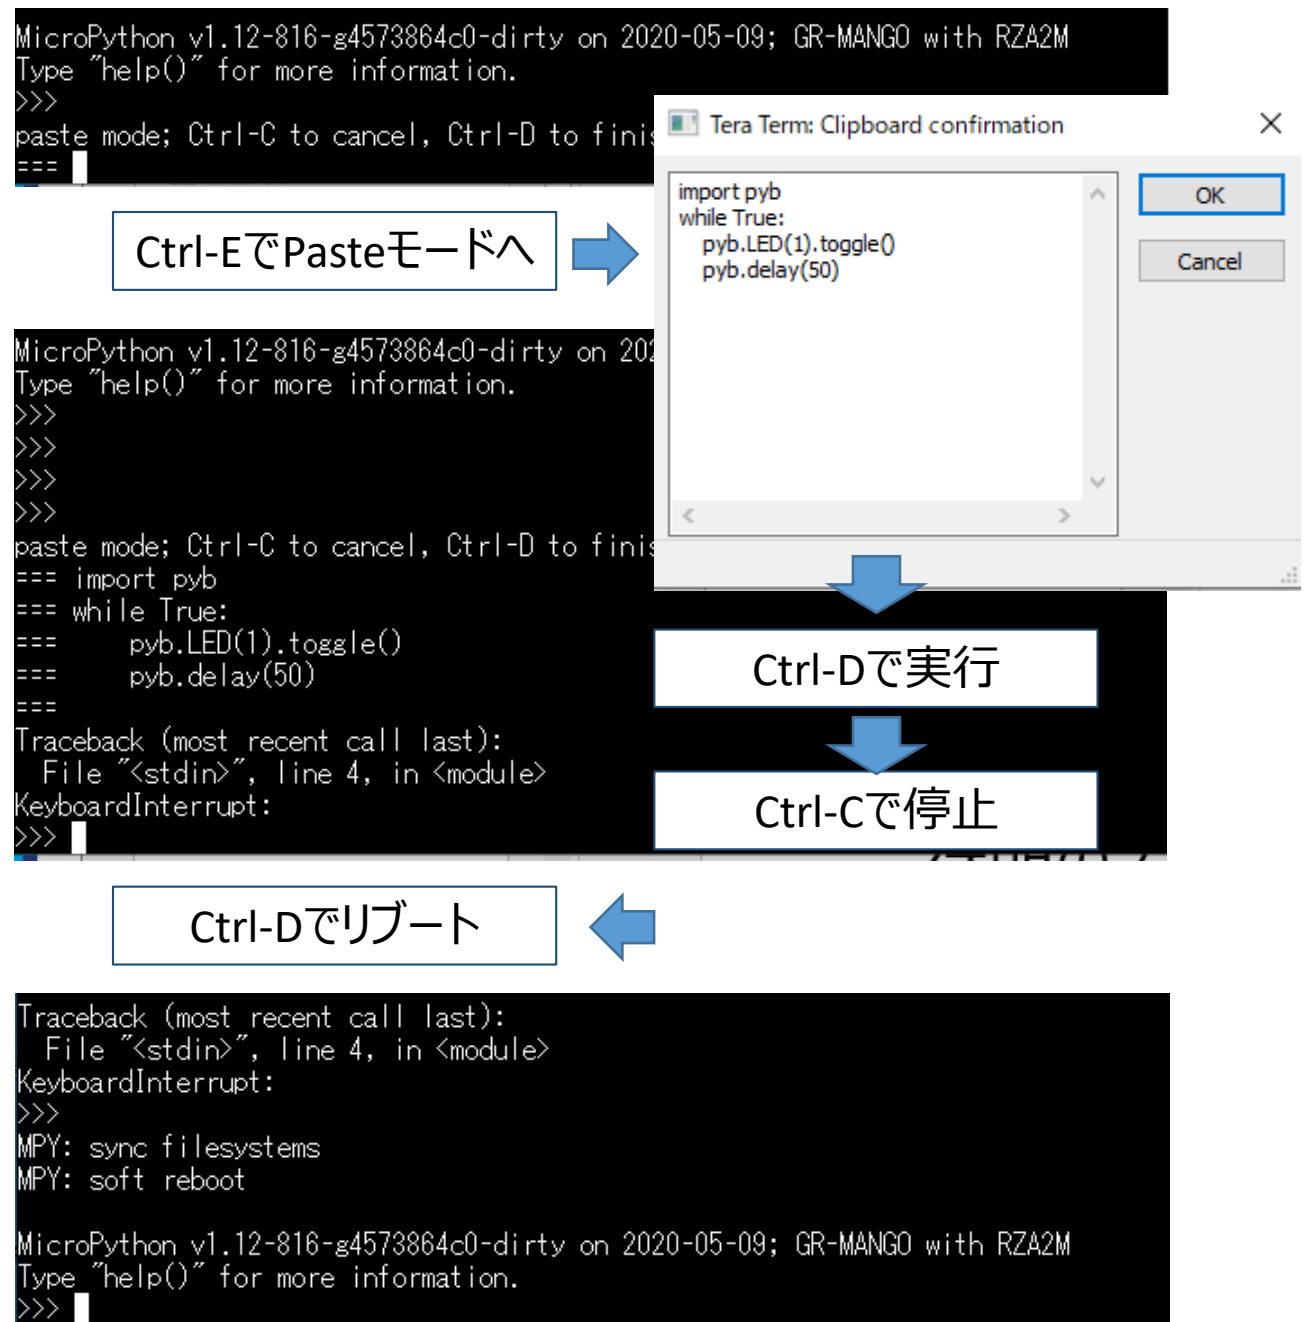 MicroPython v1.12-816-g4573864c0-dirty on 2020-05-09; GR-MANGO with RZA2M
Type "help()" for more information.
>>>
paste mode; Ctrl-C to cancel, Ctrl-D to finis
===
Tera Term: Clipboard confirmation
import pyb
while True:
    pyb.LED(1).toggle()
    pyb.delay(50)
OK
Cancel
Ctrl-EでPasteモードへ
MicroPython v1.12-816-g4573864c0-dirty on 202
Type "help()" for more information.
>>>
>>>
>>>
>>>
paste mode; Ctrl-C to cancel, Ctrl-D to finis
=== import pyb
=== while True:
===     pyb.LED(1).toggle()
===     pyb.delay(50)
===
Traceback (most recent call last):
  File "<stdin>", line 4, in <module>
KeyboardInterrupt:
>>>
Ctrl-Dで実行
Ctrl-Cで停止
Ctrl-Dでリブート
Traceback (most recent call last):
  File "<stdin>", line 4, in <module>
KeyboardInterrupt:
>>>
MPY: sync filesystems
MPY: soft reboot
MicroPython v1.12-816-g4573864c0-dirty on 2020-05-09; GR-MANGO with RZA2M
Type "help()" for more information.
>>>